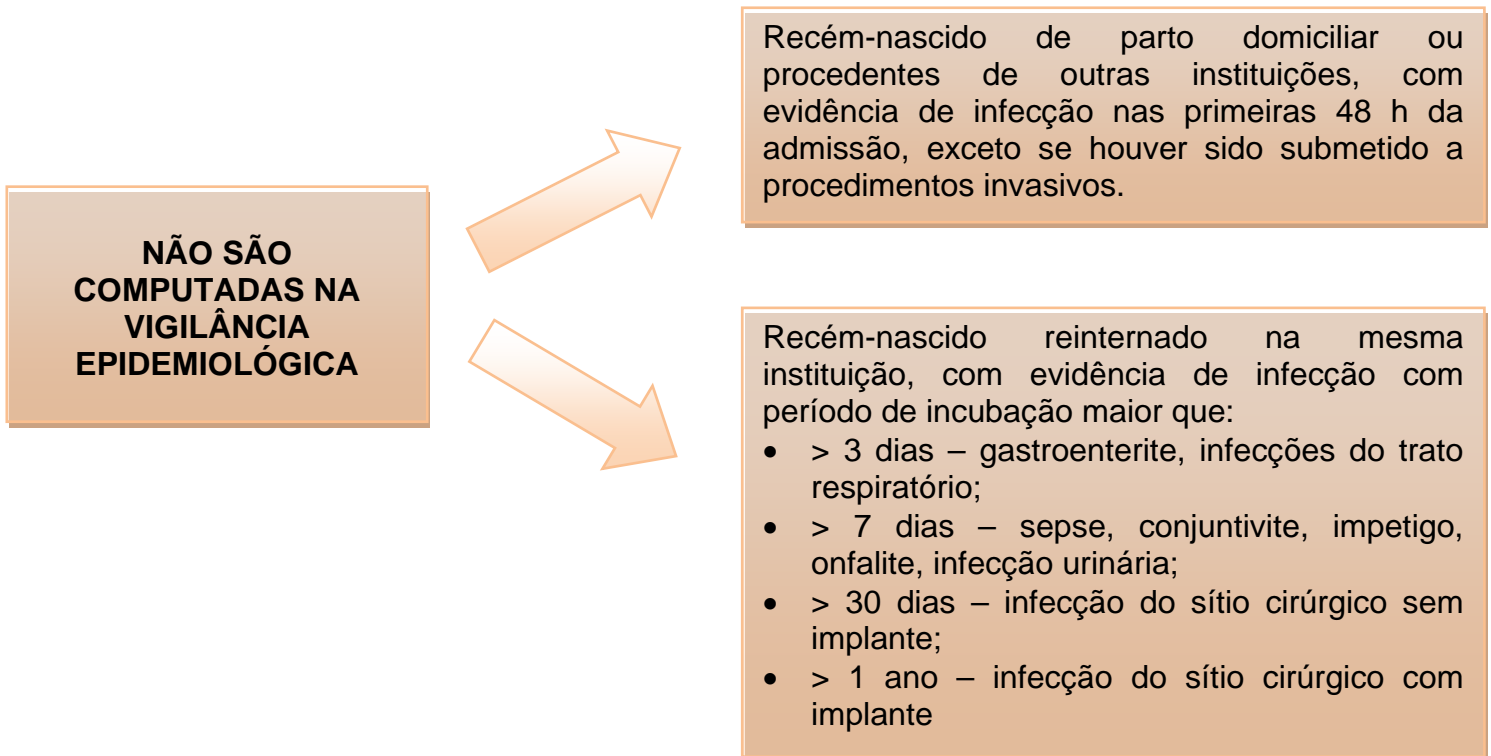 NÃO SÃO
COMPUTADAS NA
VIGILÂNCIA
EPIDEMIOLÓGICA
Recém-nascido de parto domiciliar ou
procedentes de outras instituições, com
evidência de infecção nas primeiras 48 h da
admissão, exceto se houver sido submetido a
procedimentos invasivos.
Recém-nascido reinternado na mesma
instituição, com evidência de infecção com
período de incubação maior que:
• > 3 dias – gastroenterite, infecções do trato
respiratório;
• > 7 dias – sepse, conjuntivite, impetigo,
onfalite, infecção urinária;
• > 30 dias – infecção do sítio cirúrgico sem
implante;
• > 1 ano – infecção do sítio cirúrgico com
implante